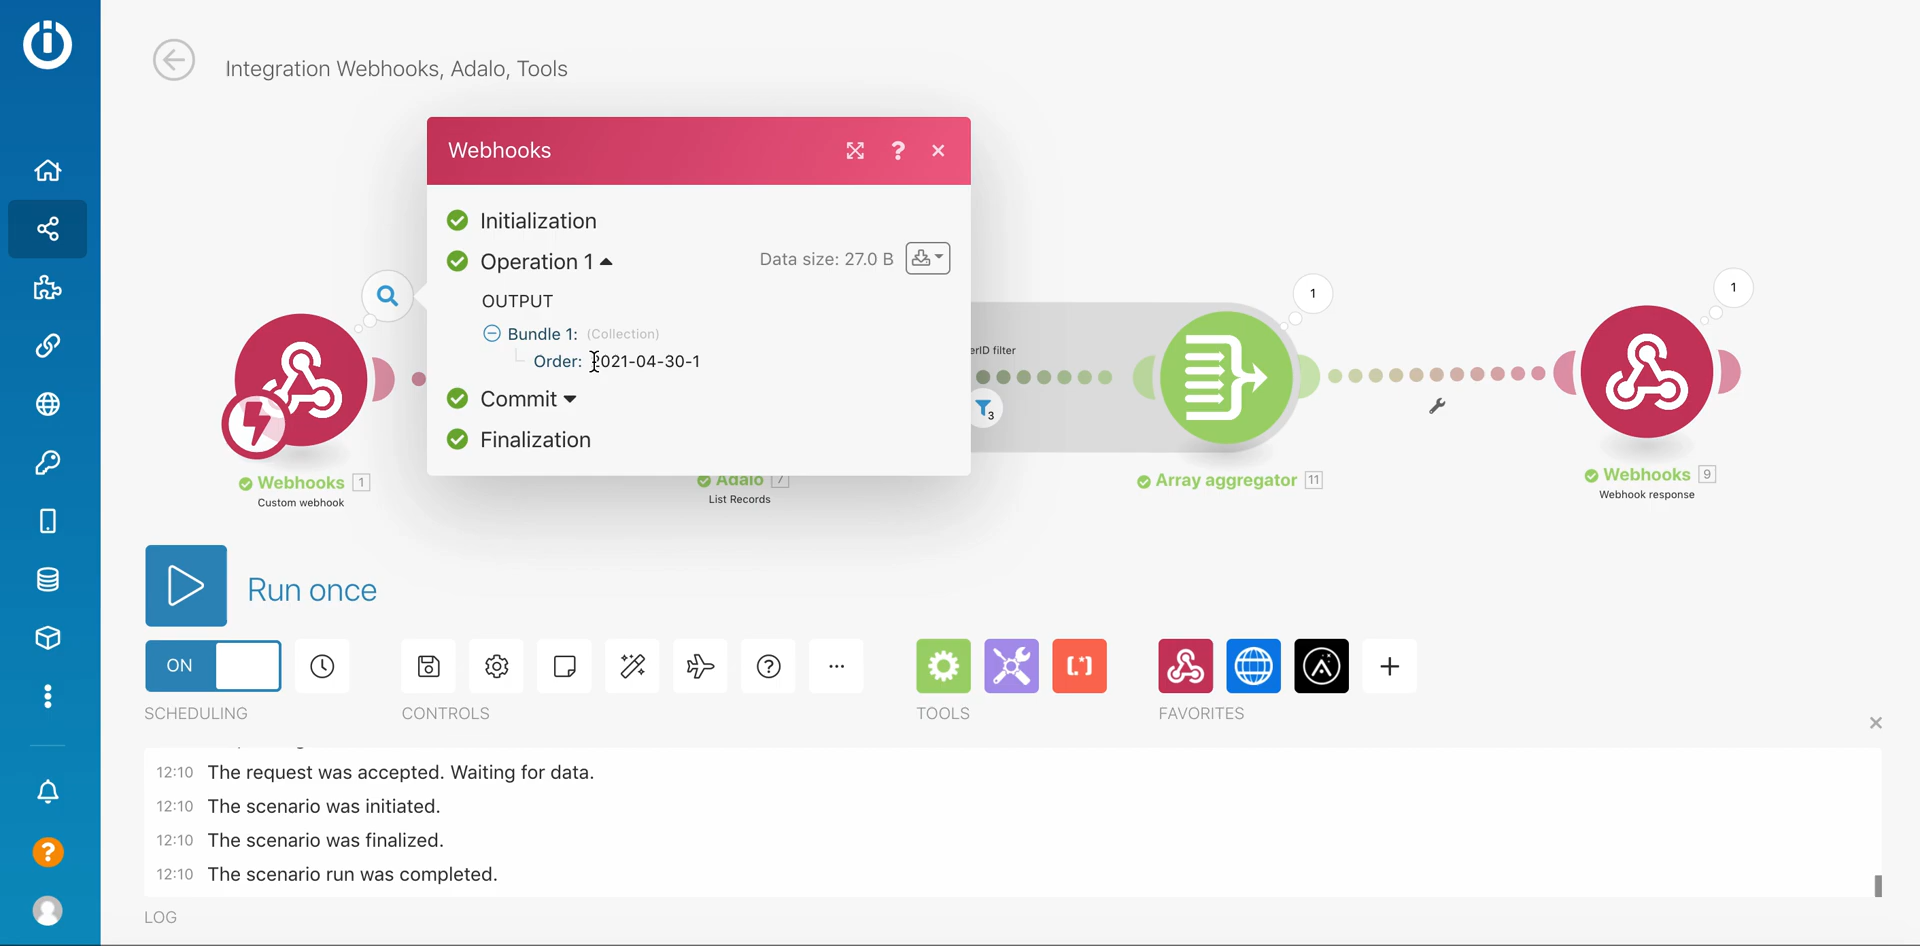 Integration Webhooks, Adalo, Tools
Webhooks
?
Initialization
Operation 1
Data size: 27.0 B
OUTPUT
Bundle 1: (Collection)
Order: 2021-04-30-1
Commit
Finalization
1
1
erID filter
3
Webhooks 1
Custom webhook
Adalo 7
List Records
Array aggregator 11
Webhooks 9
Webhook response
Run once
ON
SCHEDULING
CONTROLS
TOOLS
FAVORITES
12:10 The request was accepted. Waiting for data.
12:10 The scenario was initiated.
12:10 The scenario was finalized.
12:10 The scenario run was completed.
?
LOG